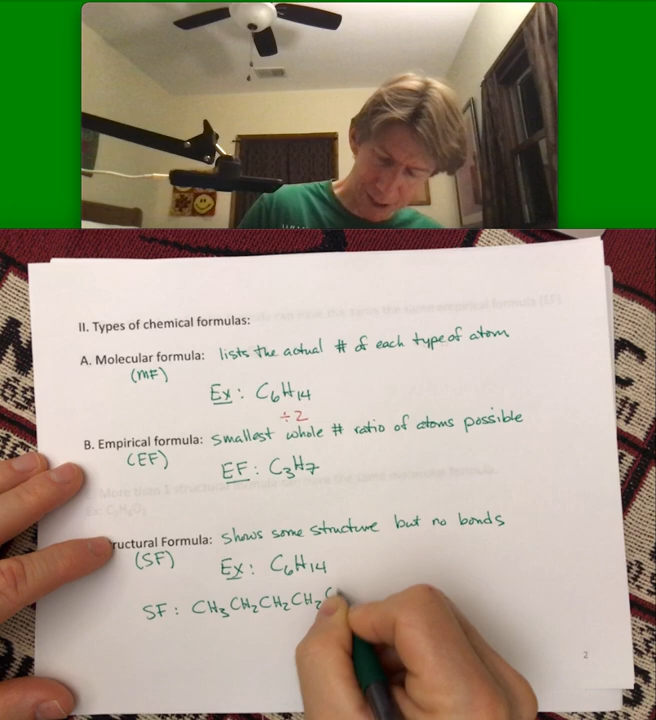 II. Types of chemical formulas:
A. Molecular formula: lists the actual # of each type of atom
(MF)
Ex: C6H14
÷2
B. Empirical formula: smallest whole # ratio of atoms possible
(EF)
EF: C3H7
ructural Formula: shows some structure but no bonds
(SF)
Ex: C6H14
SF: CH3CH2CH2CH2C
2